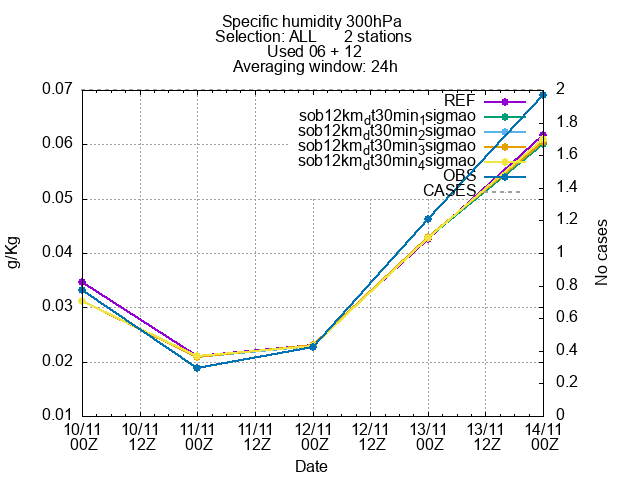 Specific humidity 300hPa
Selection: ALL 2 stations
Used 06 + 12
Averaging window: 24h
0.07
0.06
0.05
0.04
0.03
0.02
0.01
g/Kg
REF
sob12km_dt30min_1sigmao
sob12km_dt30min_2sigmao
sob12km_dt30min_3sigmao
sob12km_dt30min_4sigmao
OBS
CASES
2
1.8
1.6
1.4
1.2
1
0.8
0.6
0.4
0.2
0
No cases
10/11 10/11 11/11 11/11 12/11 12/11 13/11 13/11 14/11
00Z 12Z 00Z 12Z 00Z 12Z 00Z 12Z 00Z
Date